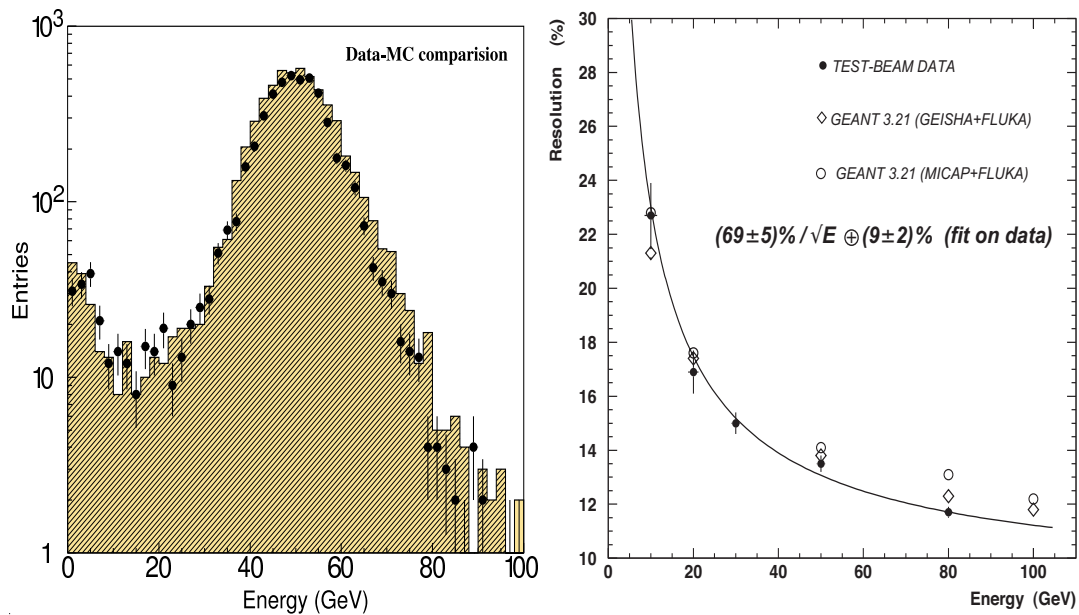 Data-MC comparision
Entries
10³
10²
10
1
0 20 40 60 80 100
Energy (GeV)
Resolution (%)
30
28
26
24
22
20
18
16
14
12
10
TEST-BEAM DATA
GEANT 3.21 (GEISHA+FLUKA)
GEANT 3.21 (MICAP+FLUKA)
(69±5)% / √E ⊕ (9±2)% (fit on data)
0 20 40 60 80 100
Energy (GeV)